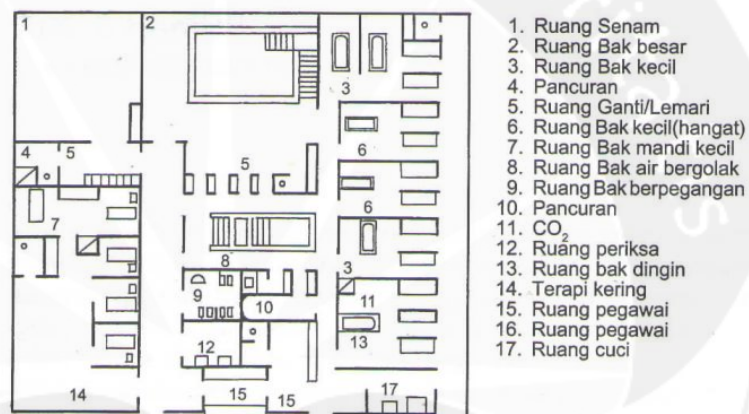 1
2
3
4
5
5
6
7
6
8
3
9
10
11
12
13
14
15
15
17
1. Ruang Senam
2. Ruang Bak besar
3. Ruang Bak kecil
4. Pancuran
5. Ruang Ganti/Lemari
6. Ruang Bak kecil(hangat)
7. Ruang Bak mandi kecil
8. Ruang Bak air bergolak
9. Ruang Bak berpegangan
10. Pancuran
11. CO₂
12. Ruang periksa
13. Ruang bak dingin
14. Terapi kering
15. Ruang pegawai
16. Ruang pegawai
17. Ruang cuci